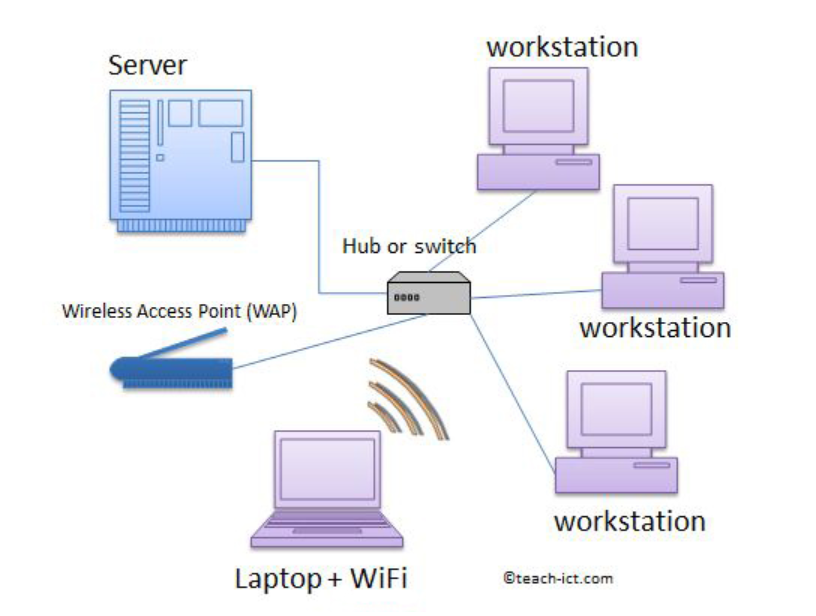 workstation
Server
Hub or switch
Wireless Access Point (WAP)
workstation
workstation
Laptop + WiFi
©teach-ict.com